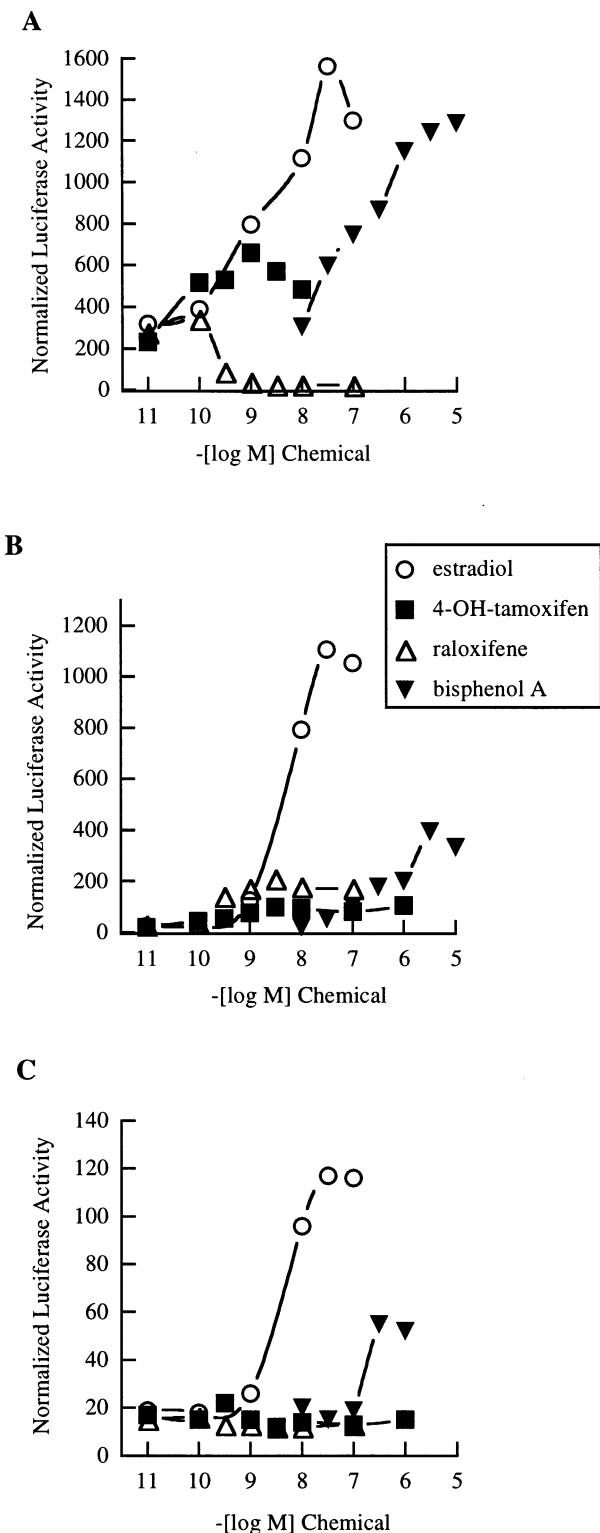 A
Normalized Luciferase Activity
1600
1400
1200
1000
800
600
400
200
0
11 10 9 8 7 6 5
-[log M] Chemical
B
estradiol
4-OH-tamoxifen
raloxifene
bisphenol A
Normalized Luciferase Activity
1200
1000
800
600
400
200
0
11 10 9 8 7 6 5
-[log M] Chemical
C
Normalized Luciferase Activity
140
120
100
80
60
40
20
0
11 10 9 8 7 6 5
-[log M] Chemical